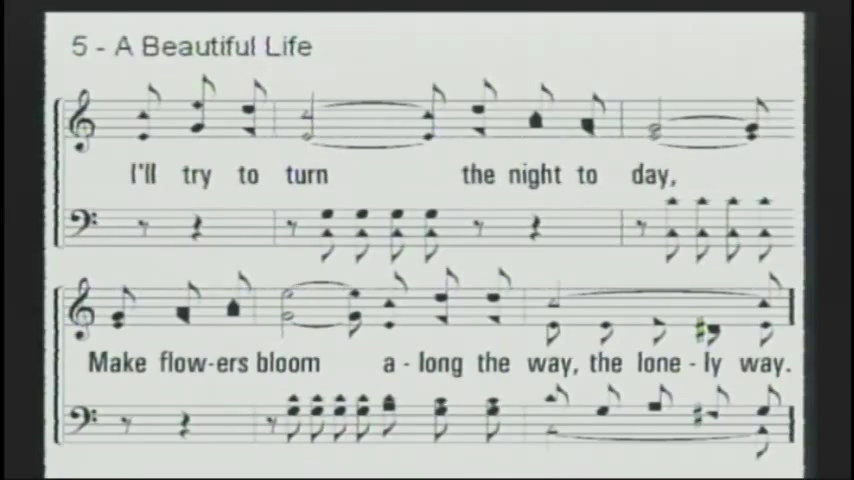 5 - A Beautiful Life
I'll try to turn the night to day,
Make flow-ers bloom a - long the way, the lone - ly way.